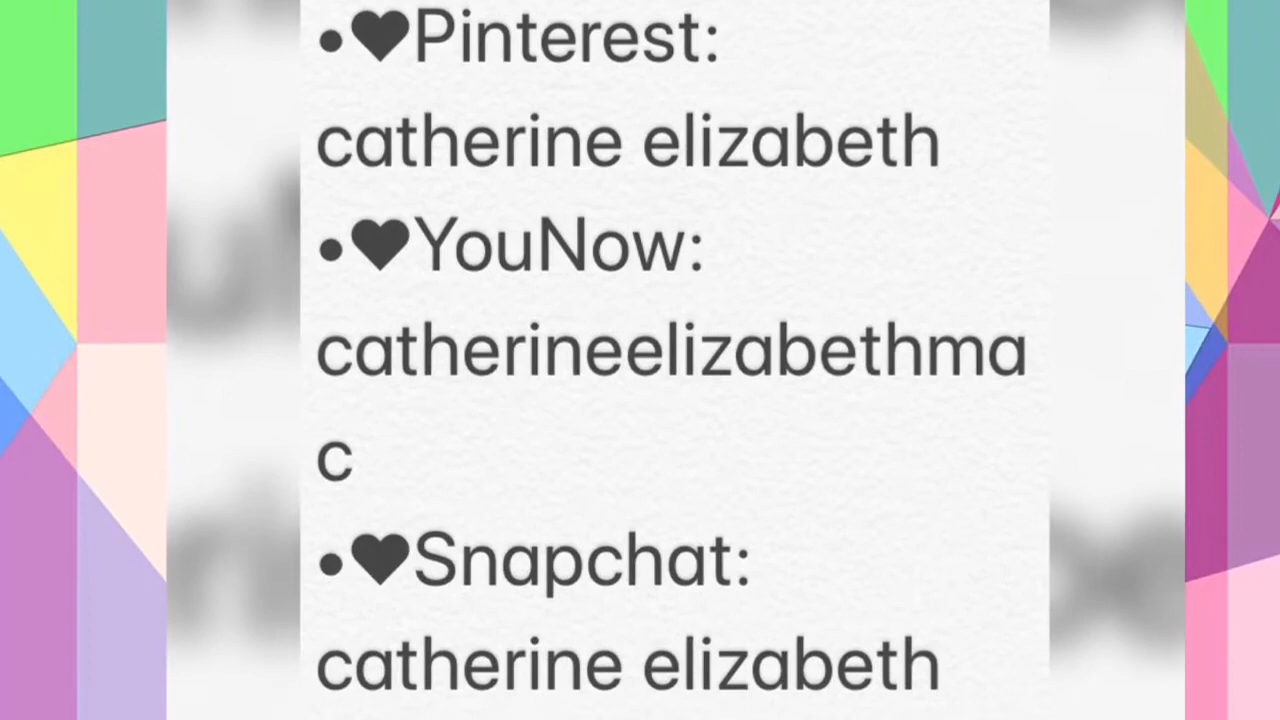 •♥Pinterest:
catherine elizabeth
•♥YouNow:
catherineelizabethma
c
•♥Snapchat:
catherine elizabeth